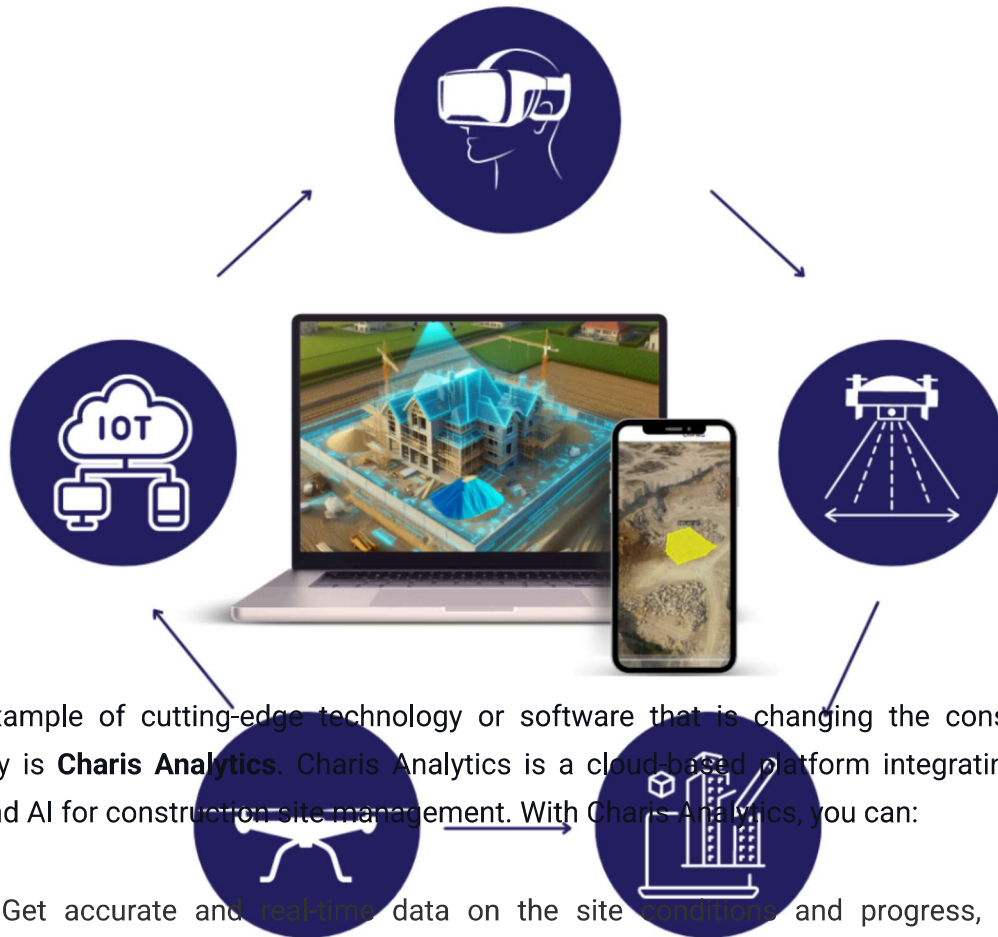 IOT
ample of cutting-edge technology or software that is changing the cons
y is Charis Analytics. Charis Analytics is a cloud-based platform integratin
nd AI for construction site management. With Charis Analytics, you can:
Get accurate and real-time data on the site conditions and progress,